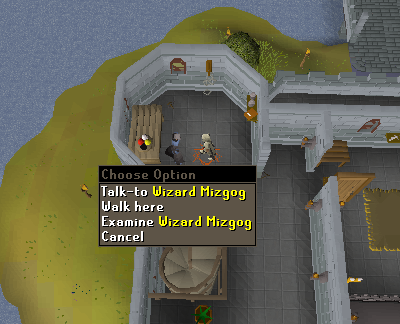 Choose Option
Talk-to Wizard Mizgog
Walk here
Examine Wizard Mizgog
Cancel